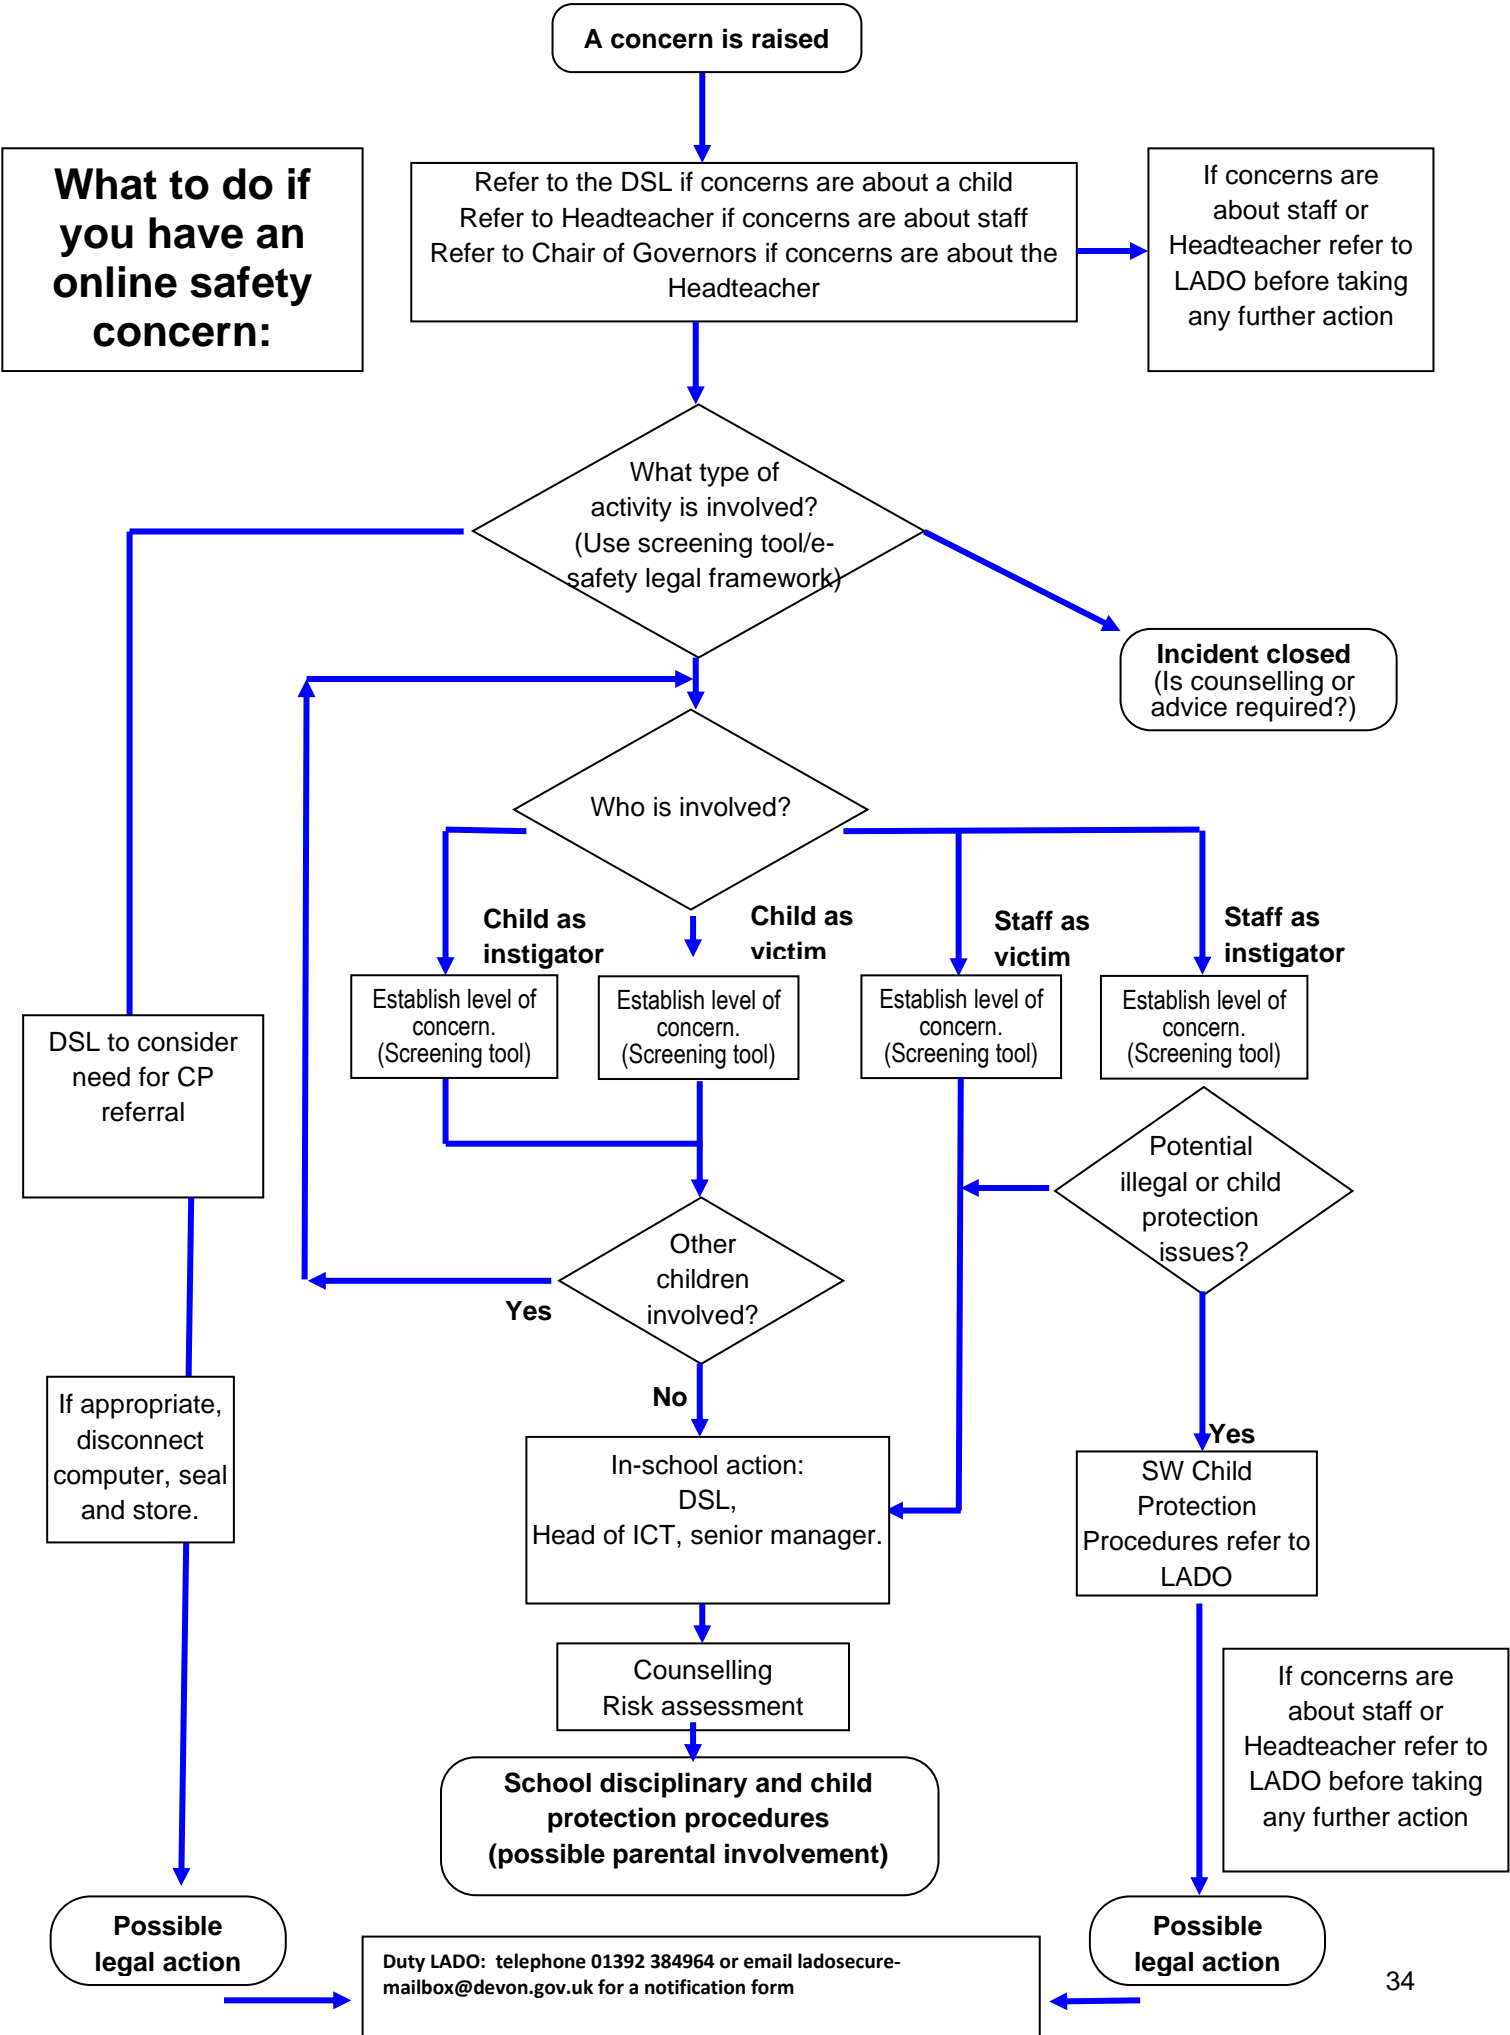 A concern is raised
What to do if
you have an
online safety
concern:
Refer to the DSL if concerns are about a child
Refer to Headteacher if concerns are about staff
Refer to Chair of Governors if concerns are about the
Headteacher
If concerns are
about staff or
Headteacher refer to
LADO before taking
any further action
What type of
activity is involved?
(Use screening tool/e-
safety legal framework)
Incident closed
(Is counselling or
advice required?)
Who is involved?
Child as
instigator
Child as
victim
Staff as
victim
Staff as
instigator
Establish level of
concern.
(Screening tool)
Establish level of
concern.
(Screening tool)
Establish level of
concern.
(Screening tool)
Establish level of
concern.
(Screening tool)
DSL to consider
need for CP
referral
Potential
illegal or child
protection
issues?
Other
children
involved?
Yes
No
If appropriate,
disconnect
computer, seal
and store.
In-school action:
DSL,
Head of ICT, senior manager.
Yes
SW Child
Protection
Procedures refer to
LADO
Counselling
Risk assessment
If concerns are
about staff or
Headteacher refer to
LADO before taking
any further action
School disciplinary and child
protection procedures
(possible parental involvement)
Possible
legal action
Possible
legal action
Duty LADO: telephone 01392 384964 or email ladosecure-
mailbox@devon.gov.uk for a notification form
34